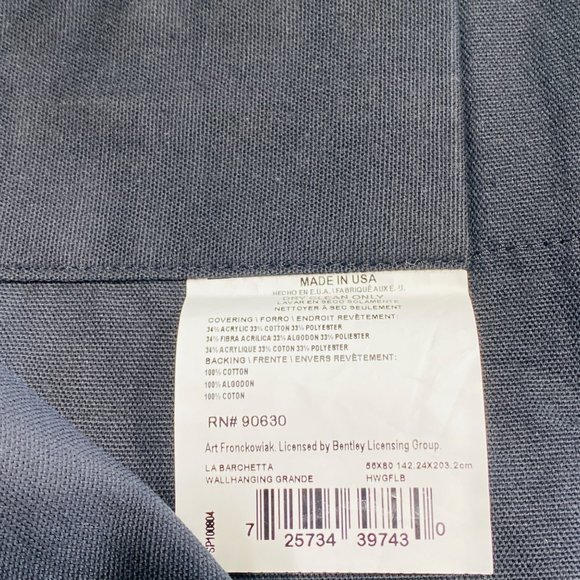 MADE IN USA
HECHO EN E.U.A. \ FABRIQUÉ AUX É.-U.
DRY CLEAN ONLY
LAVAR EN SECO SOLAMENTE
NETTOYER À SEC SEULEMENT
COVERING \ FORRO \ ENDROIT REVÊTEMENT:
34% ACRYLIC 33% COTTON 33% POLYESTER
34% FIBRA ACRILICA 33% ALGODON 33% POLIESTER
34% ACRYLIQUE 33% COTON 33% POLYESTER
BACKING \ FRENTE \ ENVERS REVÊTEMENT:
100% COTTON
100% ALGODON
100% COTON
RN# 90630
Art Fronckowiak. Licensed by Bentley Licensing Group.
LA BARCHETTA 56X80 142.24X203.2cm
WALLHANGING GRANDE HWGFLB
SP100804
7 25734 39743 0